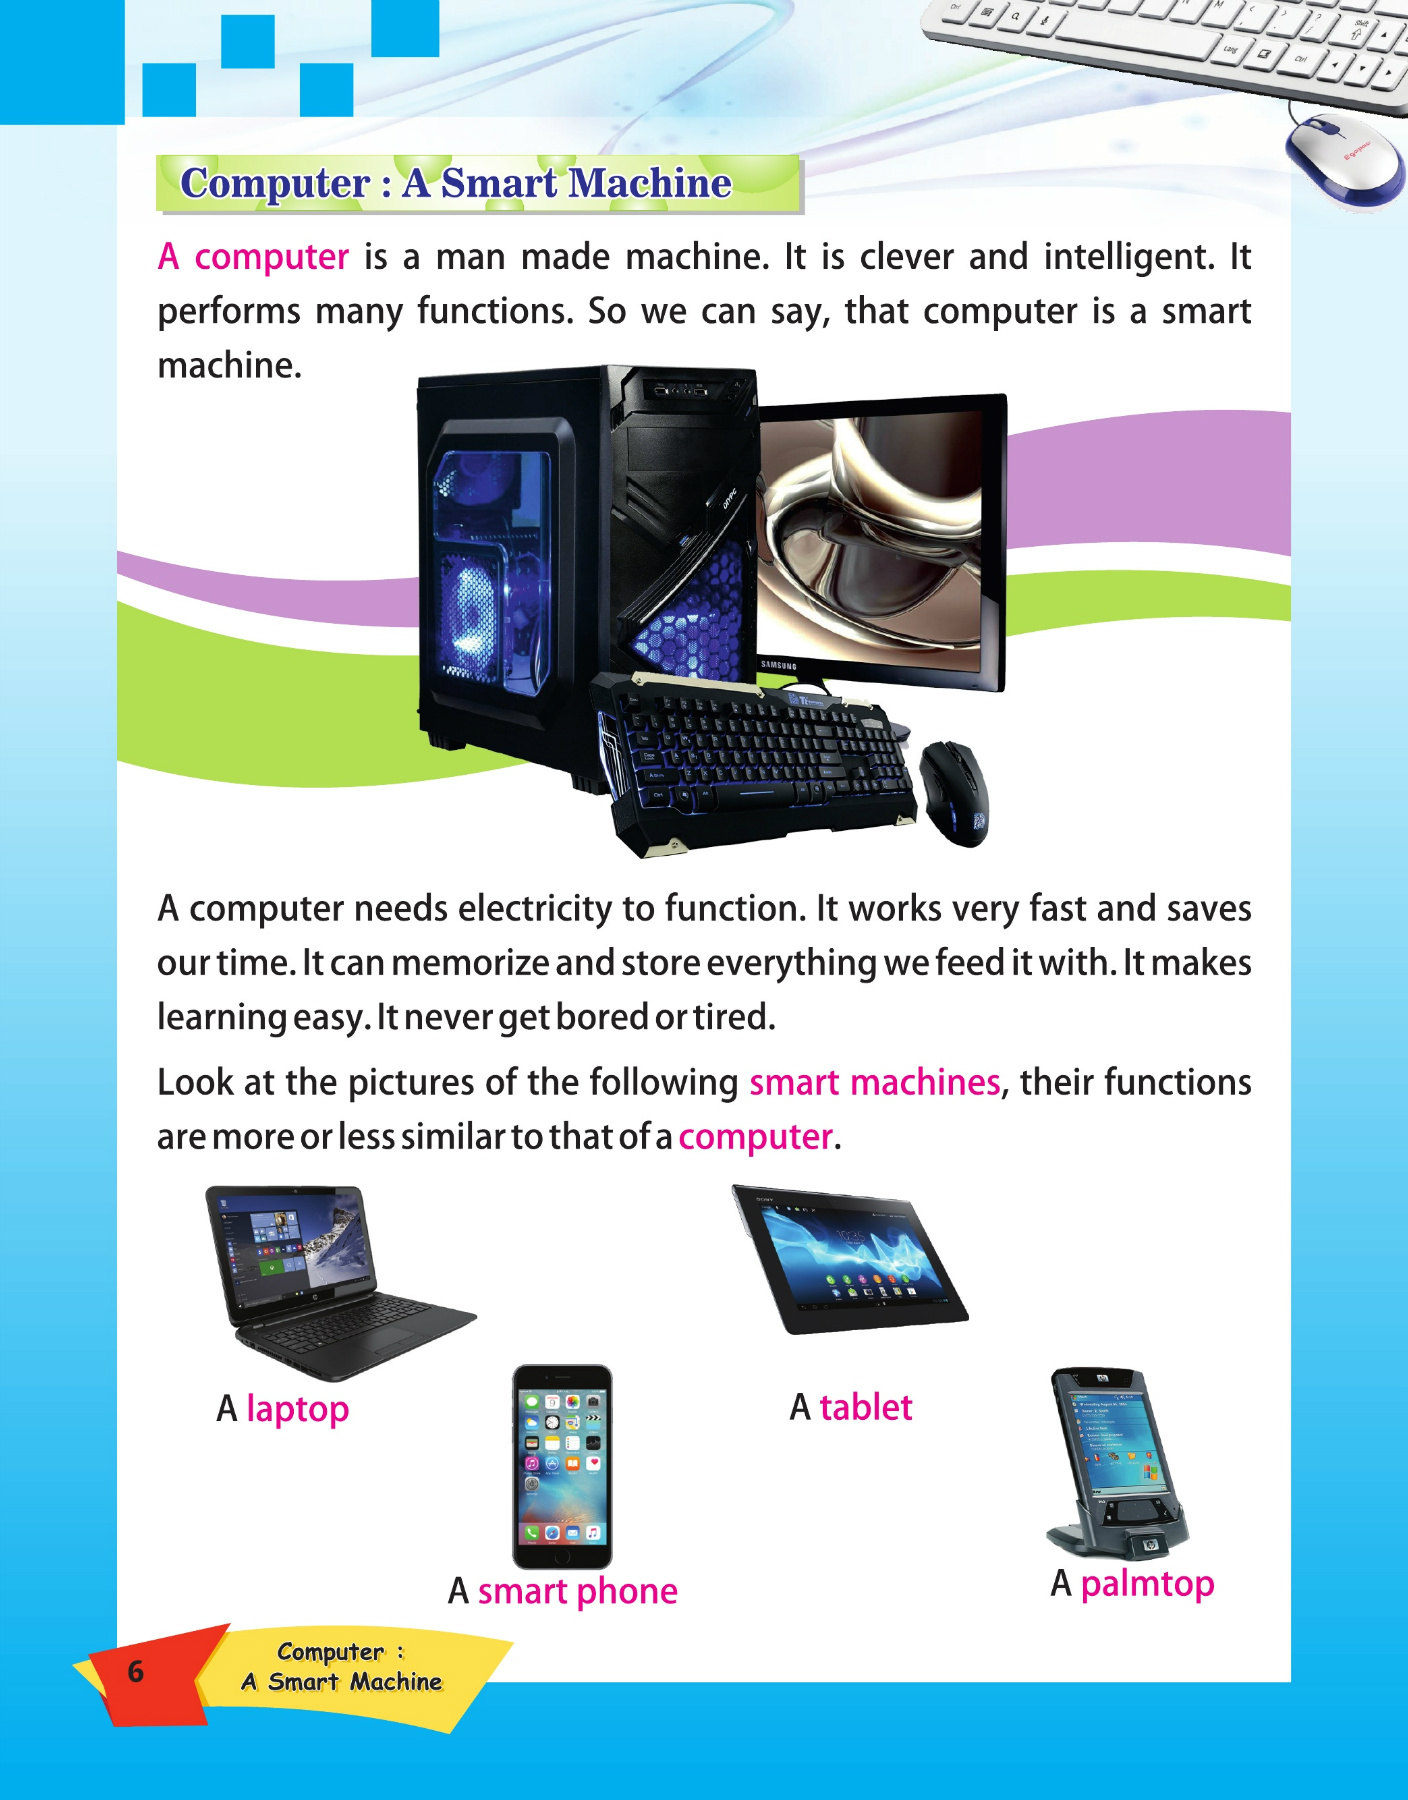 Computer : A Smart Machine
A computer is a man made machine. It is clever and intelligent. It
performs many functions. So we can say, that computer is a smart
machine.
SAMSUNG
A computer needs electricity to function. It works very fast and saves
our time. It can memorize and store everything we feed it with. It makes
learning easy. It never get bored or tired.
Look at the pictures of the following smart machines, their functions
are more or less similar to that of a computer.
SONY
A laptop
A tablet
A smart phone
A palmtop
6
Computer :
A Smart Machine